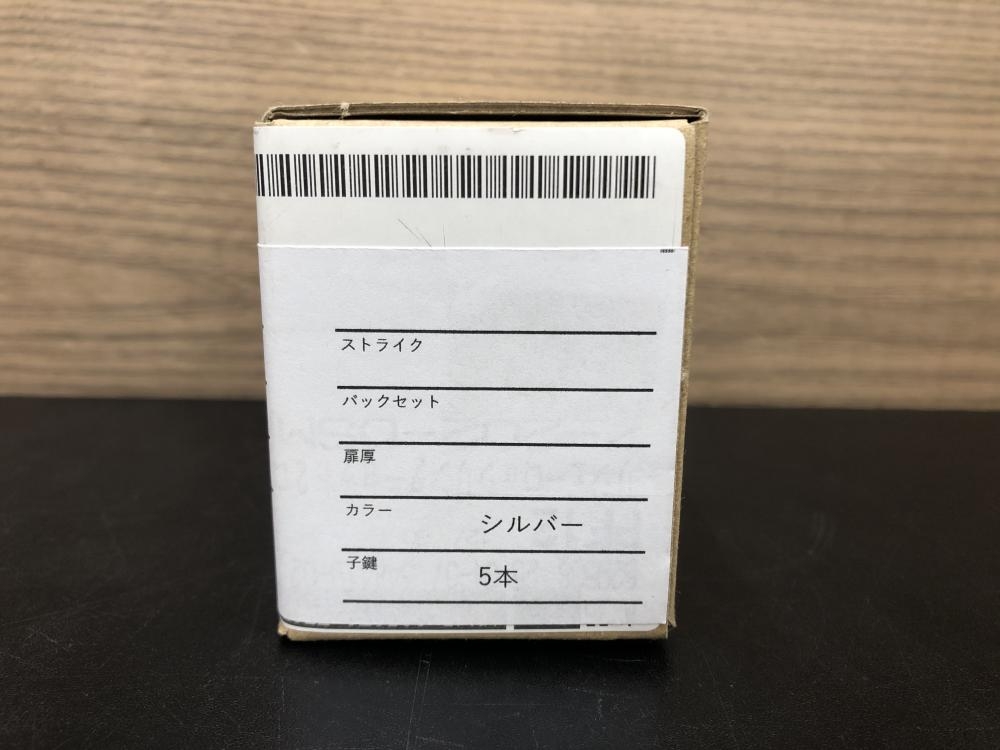 ストライク
バックセット
扉厚
カラー
シルバー
子鍵
5本